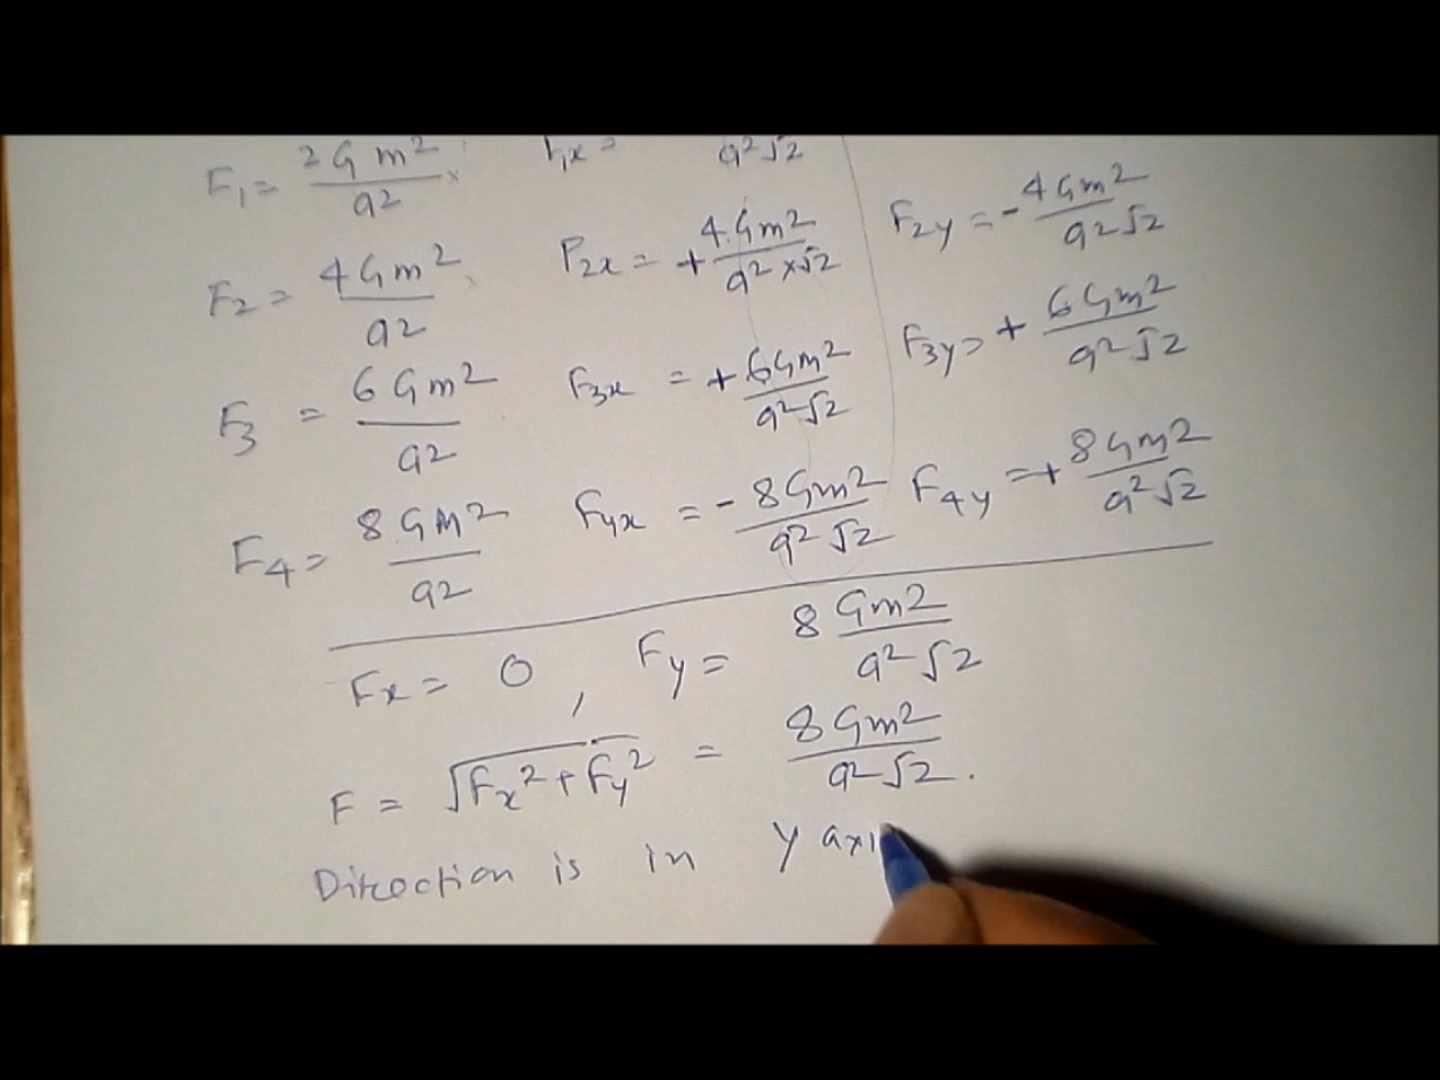 F₁ = 2Gm²/a² F₁x = a²√2
F₂ = 4Gm²/a² F₂x = +4.Gm²/a²×√2 F₂y = -4Gm²/a²√2
F₃ = 6Gm²/a² F₃x = +6Gm²/a²√2 F₃y = +6Gm²/a²√2
F₄ = 8.GM²/a² F₄x = -8Gm²/a²√2 F₄y = +8Gm²/a²√2
Fx = 0, Fy = 8Gm²/a²√2
F = √Fx²+Fy² = 8Gm²/a²√2.
Direction is in y axi